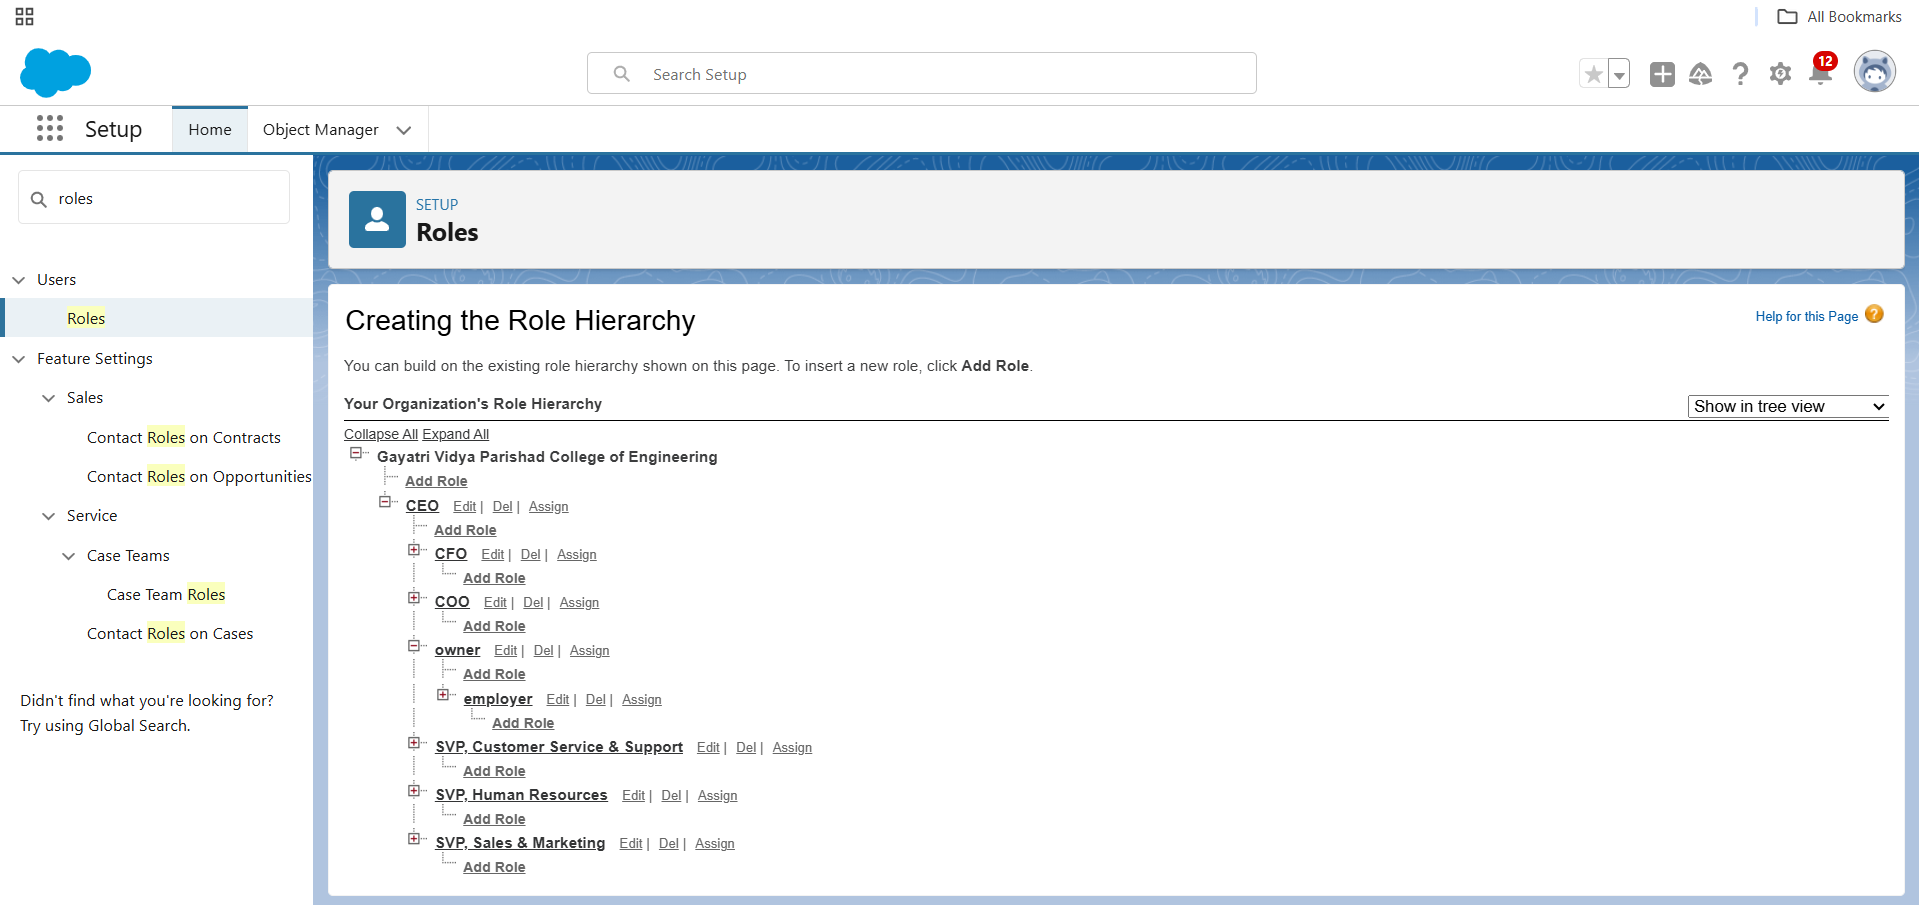 All Bookmarks
Search Setup
12
Setup Home Object Manager
roles
Users
Roles
Feature Settings
Sales
Contact Roles on Contracts
Contact Roles on Opportunities
Service
Case Teams
Case Team Roles
Contact Roles on Cases
Didn't find what you're looking for?
Try using Global Search.
SETUP
Roles
Creating the Role Hierarchy
Help for this Page ?
You can build on the existing role hierarchy shown on this page. To insert a new role, click Add Role.
Your Organization's Role Hierarchy
Show in tree view
Collapse All Expand All
Gayatri Vidya Parishad College of Engineering
Add Role
CEO Edit | Del | Assign
Add Role
CFO Edit | Del | Assign
Add Role
COO Edit | Del | Assign
Add Role
owner Edit | Del | Assign
Add Role
employer Edit | Del | Assign
Add Role
SVP, Customer Service & Support Edit | Del | Assign
Add Role
SVP, Human Resources Edit | Del | Assign
Add Role
SVP, Sales & Marketing Edit | Del | Assign
Add Role